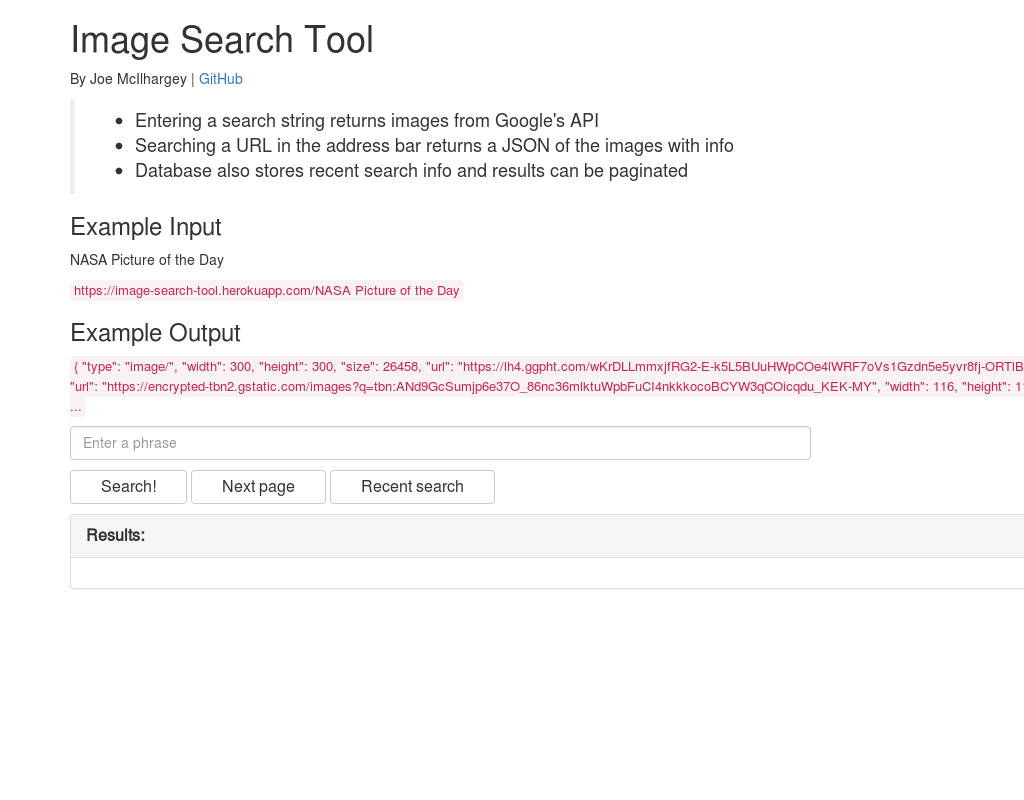 Image Search Tool
By Joe McIlhargey | GitHub
Entering a search string returns images from Google's API
Searching a URL in the address bar returns a JSON of the images with info
Database also stores recent search info and results can be paginated
Example Input
NASA Picture of the Day
https://image-search-tool.herokuapp.com/NASA Picture of the Day
Example Output
{ "type": "image/", "width": 300, "height": 300, "size": 26458, "url": "https://lh4.ggpht.com/wKrDLLmmxjfRG2-E-k5L5BUuHWpCOe4lWRF7oVs1Gzdn5e5yvr8fj-ORTlB
"url": "https://encrypted-tbn2.gstatic.com/images?q=tbn:ANd9GcSumjp6e37O_86nc36mlktuWpbFuCI4nkkkocoBCYW3qCOicqdu_KEK-MY", "width": 116, "height": 11
...
Enter a phrase
Search! Next page Recent search
Results: